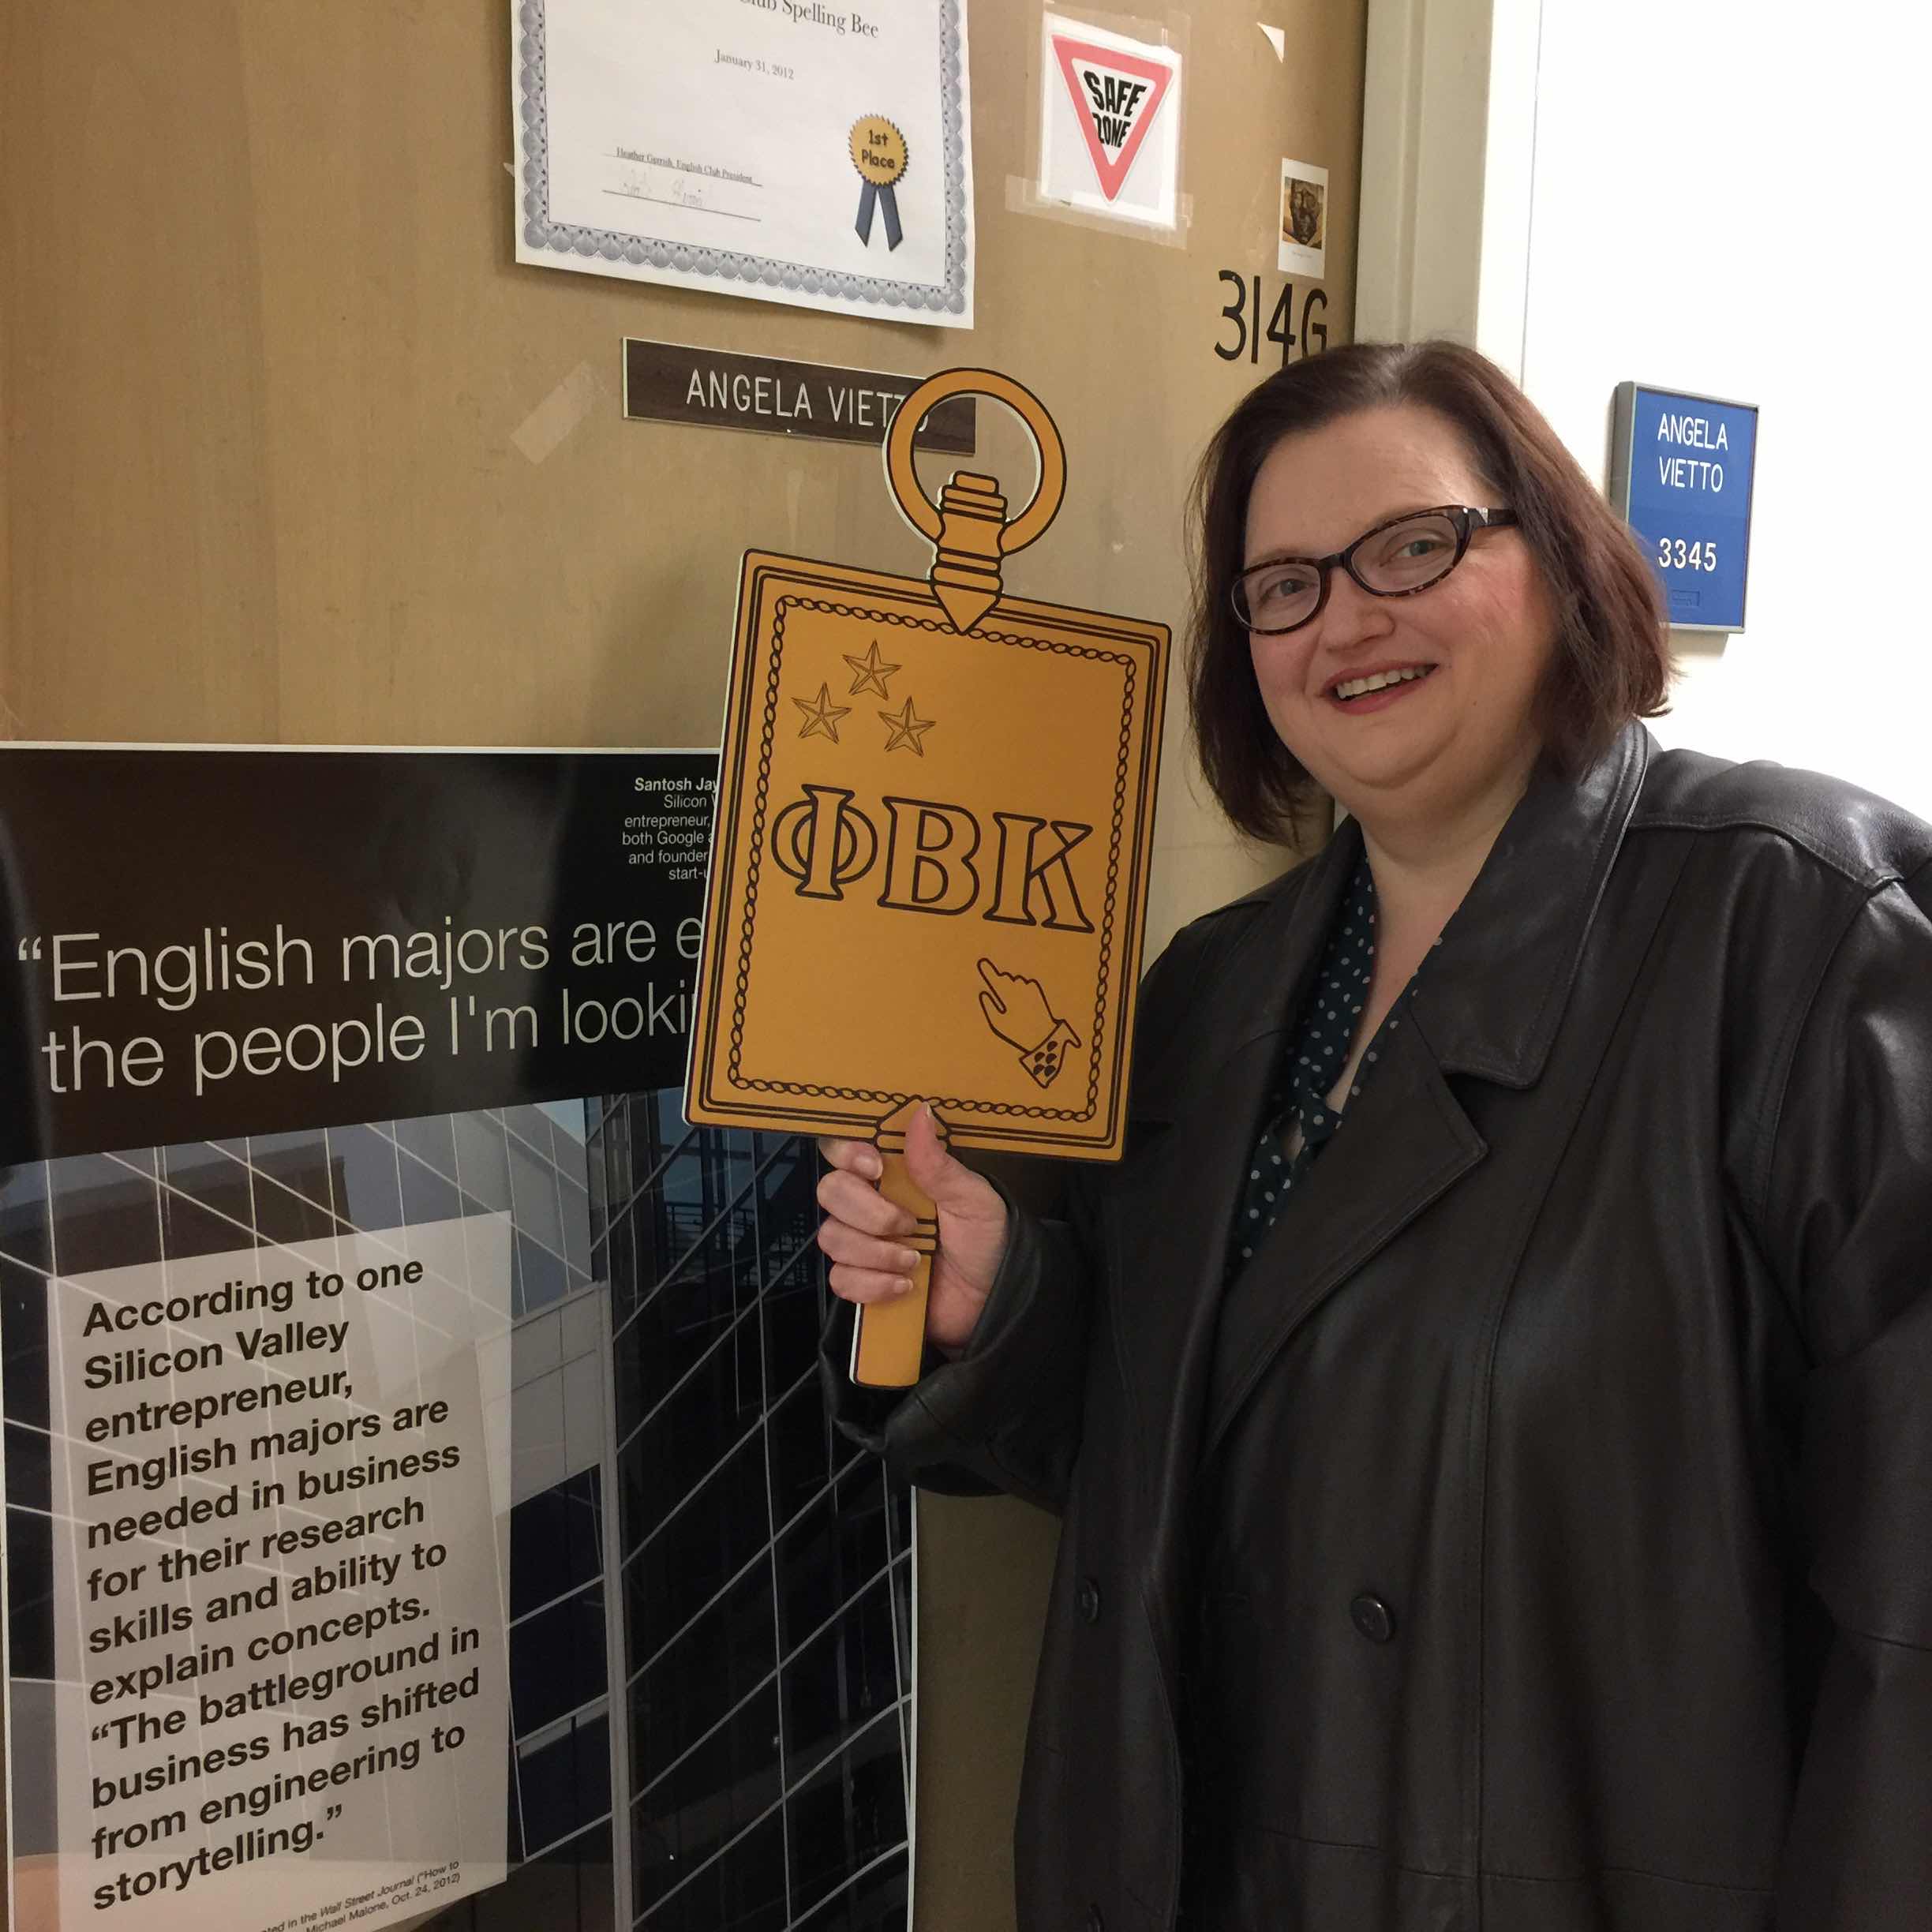 Club Spelling Bee
January 31, 2012
1st
Place
Heather Gerrish, English Club President
SAFE
ZONE
314G
ANGELA VIETTO
ANGELA
VIETTO
3345
ΦΒΚ
Santosh Jay
Silicon V
entrepreneur,
both Google a
and founder
start-u
"English majors are e
the people I'm looki
According to one
Silicon Valley
entrepreneur,
English majors are
needed in business
for their research
skills and ability to
explain concepts.
"The battleground in
business has shifted
from engineering to
storytelling."
ted in the Wall Street Journal ("How to
Michael Malone, Oct. 24, 2012)